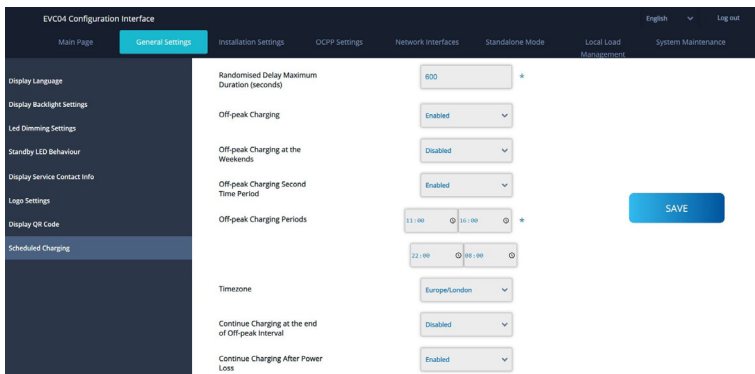 EVC04 Configuration Interface
English
Log out
Main Page
General Settings
Installation Settings
OCPP Settings
Network Interfaces
Standalone Mode
Local Load
Management
System Maintenance
Display Language
Display Backlight Settings
Led Dimming Settings
Standby LED Behaviour
Display Service Contact Info
Logo Settings
Display QR Code
Scheduled Charging
Randomised Delay Maximum
Duration (seconds)
600 *
Off-peak Charging
Enabled
Off-peak Charging at the
Weekends
Disabled
Off-peak Charging Second
Time Period
Enabled
Off-peak Charging Periods
11:00 16:00 *
22:00 08:00
Timezone
Europe/London
Continue Charging at the end
of Off-peak Interval
Disabled
Continue Charging After Power
Loss
Enabled
SAVE